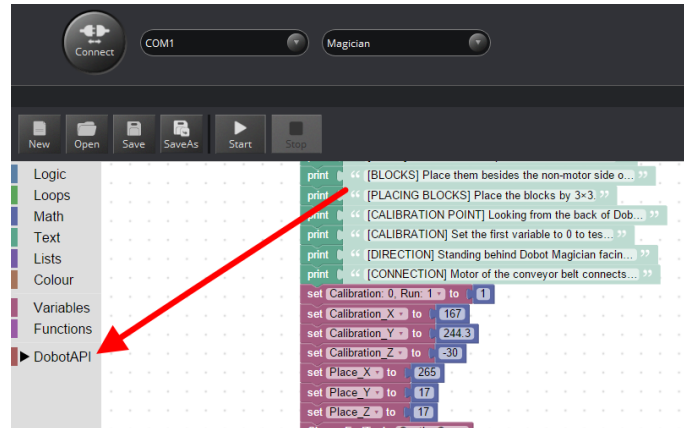 Connect
COM1
Magician
New
Open
Save
SaveAs
Start
Stop
Logic
Loops
Math
Text
Lists
Colour
Variables
Functions
DobotAPI
print “ [BLOCKS] Place them besides the non-motor side o... ”
print “ [PLACING BLOCKS] Place the blocks by 3×3. ”
print “ [CALIBRATION POINT] Looking from the back of Dob... ”
print “ [CALIBRATION] Set the first variable to 0 to tes... ”
print “ [DIRECTION] Standing behind Dobot Magician facin... ”
print “ [CONNECTION] Motor of the conveyor belt connects... ”
set Calibration: 0, Run: 1 to 1
set Calibration_X to 167
set Calibration_Y to 244.3
set Calibration_Z to -30
set Place_X to 265
set Place_Y to 17
set Place_Z to 17